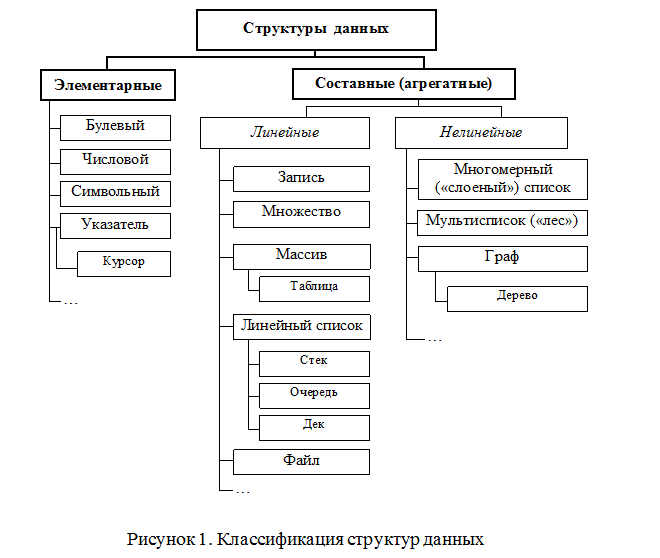 Структуры данных
Элементарные
Составные (агрегатные)
Булевый
Числовой
Символьный
Указатель
Курсор
...
Линейные
Запись
Множество
Массив
Таблица
Линейный список
Стек
Очередь
Дек
Файл
...
Нелинейные
Многомерный
(«слоеный») список
Мультисписок («лес»)
Граф
Дерево
...
Рисунок 1. Классификация структур данных